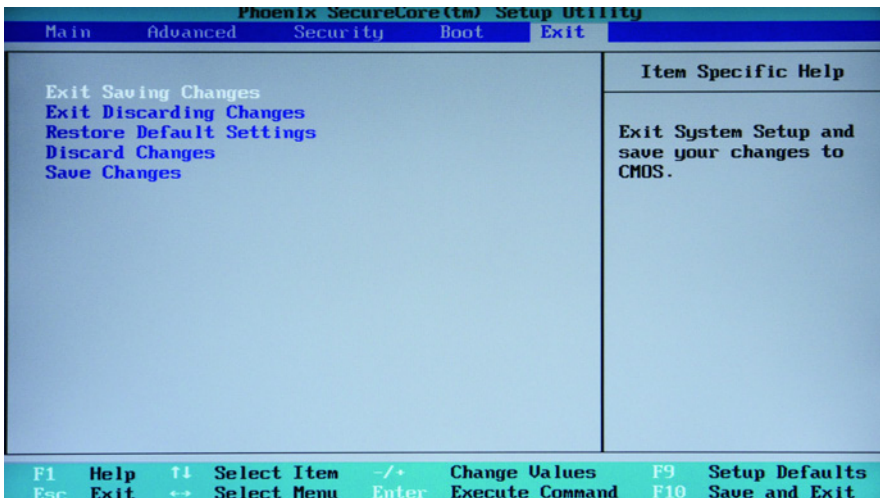 Phoenix SecureCore(tm) Setup Utility
Main Advanced Security Boot Exit
Exit Saving Changes
Exit Discarding Changes
Restore Default Settings
Discard Changes
Save Changes
Item Specific Help
Exit System Setup and
save your changes to
CMOS.
F1 Help ↑↓ Select Item -/+ Change Values F9 Setup Defaults
Esc Exit ↔ Select Menu Enter Execute Command F10 Save and Exit